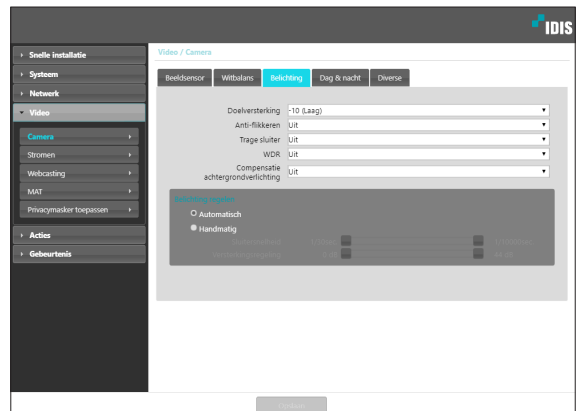 IDIS
Snelle installatie
Systeem
Netwerk
Video
Camera
Stromen
Webcasting
MAT
Privacymasker toepassen
Acties
Gebeurtenis
Video / Camera
Beeldsensor Witbalans Belichting Dag & nacht Diverse
Doelversterking -10 (Laag)
Anti-flikkeren Uit
Trage sluiter Uit
WDR Uit
Compensatie achtergrondverlichting Uit
Automatisch
Handmatig